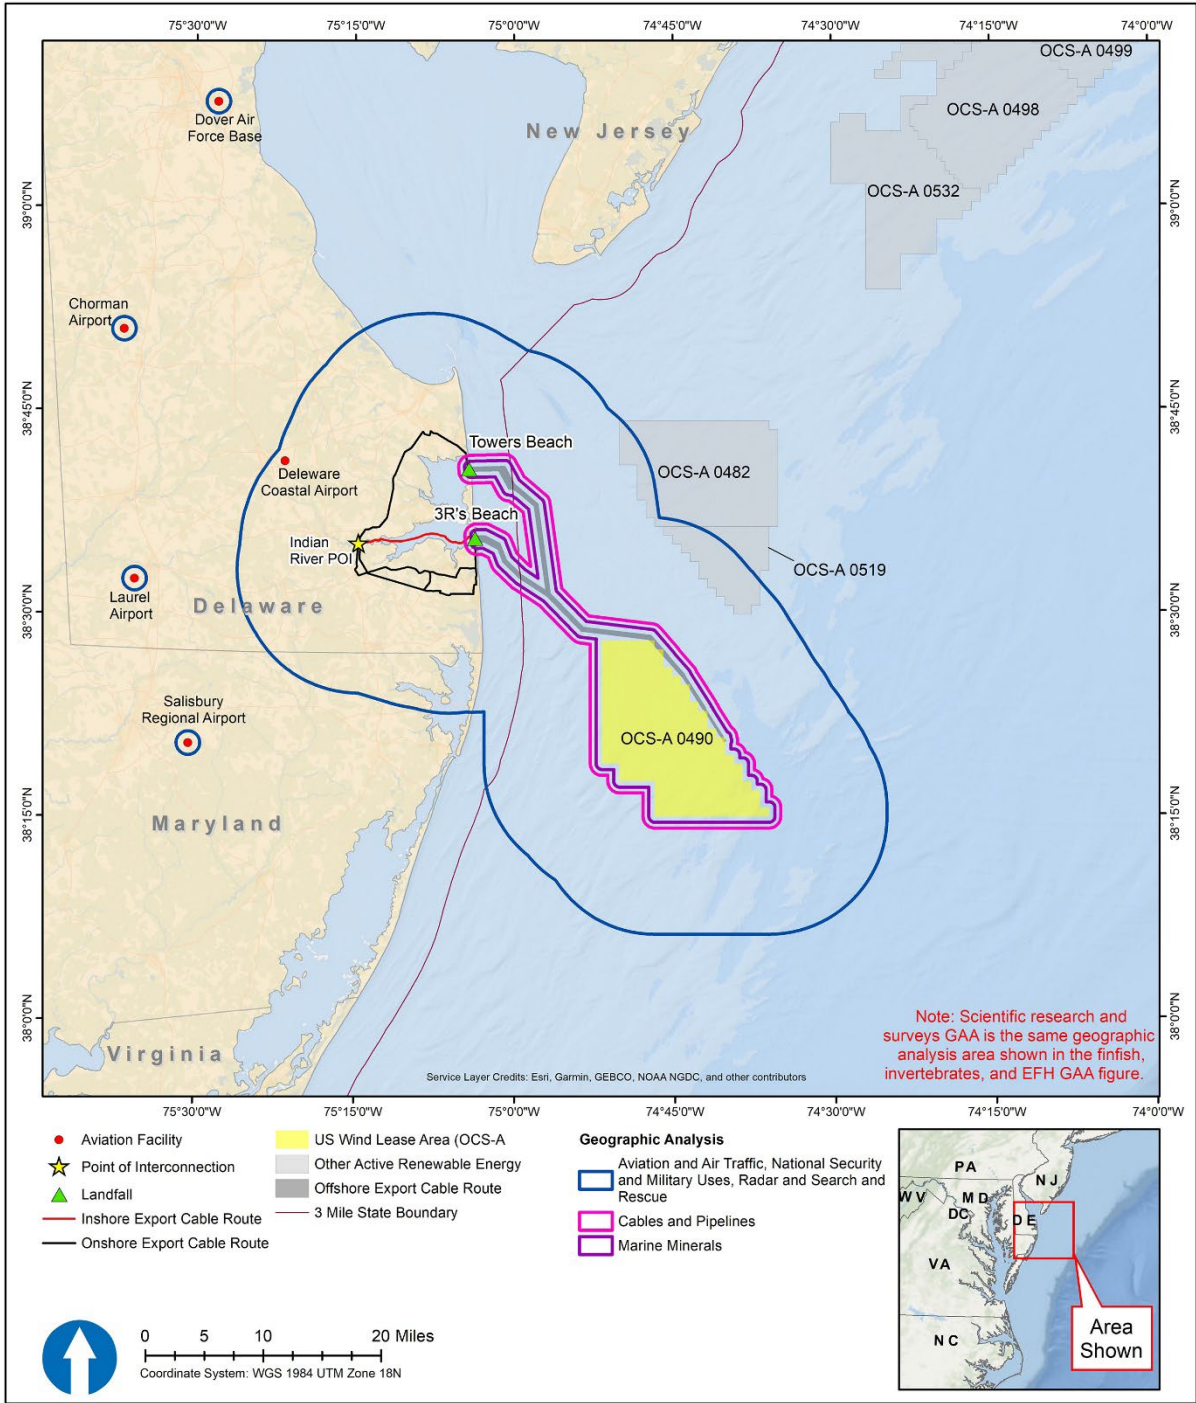 75°30'0"W 75°15'0"W 75°0'0"W 74°45'0"W 74°30'0"W 74°15'0"W 74°0'0"W
OCS-A 0499
OCS-A 0498
OCS-A 0532
Dover Air
Force Base
New Jersey
39°0'0"N
39°0'0"N
Chorman
Airport
38°45'0"N
38°45'0"N
Towers Beach
OCS-A 0482
Deleware
Coastal Airport
3R's Beach
Indian
River POI
OCS-A 0519
Laurel
Airport
Delaware
38°30'0"N
38°30'0"N
Salisbury
Regional Airport
OCS-A 0490
Maryland
38°15'0"N
38°15'0"N
38°0'0"N
38°0'0"N
Virginia
Note: Scientific research and
surveys GAA is the same geographic
analysis area shown in the finfish,
invertebrates, and EFH GAA figure.
Service Layer Credits: Esri, Garmin, GEBCO, NOAA NGDC, and other contributors
75°30'0"W 75°15'0"W 75°0'0"W 74°45'0"W 74°30'0"W 74°15'0"W 74°0'0"W
Aviation Facility
Point of Interconnection
Landfall
Inshore Export Cable Route
Onshore Export Cable Route
US Wind Lease Area (OCS-A
Other Active Renewable Energy
Offshore Export Cable Route
3 Mile State Boundary
Geographic Analysis
Aviation and Air Traffic, National Security
and Military Uses, Radar and Search and
Rescue
Cables and Pipelines
Marine Minerals
0 5 10 20 Miles
Coordinate System: WGS 1984 UTM Zone 18N
PA
NJ
WV
MD
DC
DE
VA
NC
Area
Shown